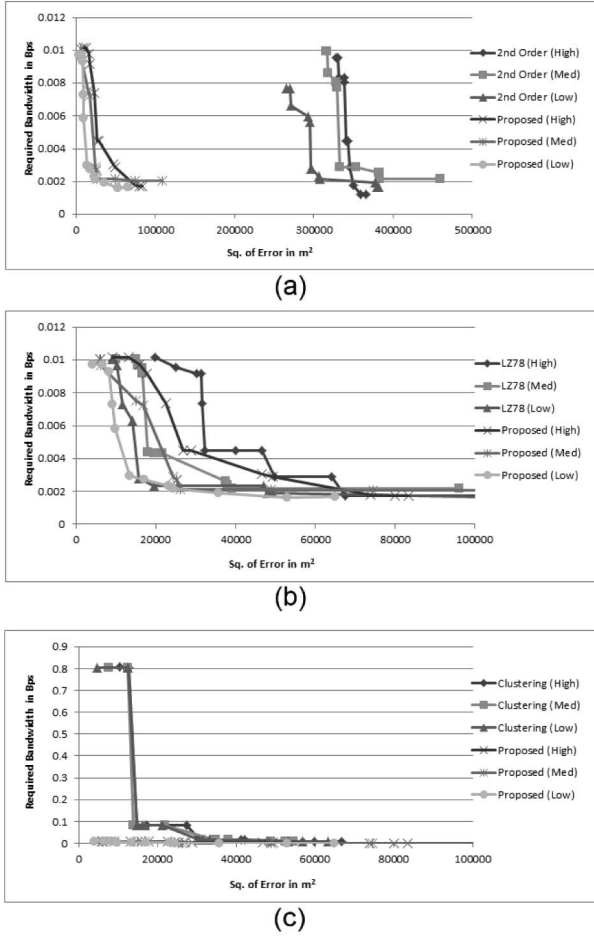 0.012
0.01
0.008
0.006
0.004
0.002
0
Required Bandwidth in Bps
0
100000
200000
300000
400000
500000
Sq. of Error in m²
2nd Order (High)
2nd Order (Med)
2nd Order (Low)
Proposed (High)
Proposed (Med)
Proposed (Low)
(a)
0.012
0.01
0.008
0.006
0.004
0.002
0
Required Bandwidth in Bps
0
20000
40000
60000
80000
100000
Sq. of Error in m²
LZ78 (High)
LZ78 (Med)
LZ78 (Low)
Proposed (High)
Proposed (Med)
Proposed (Low)
(b)
0.9
0.8
0.7
0.6
0.5
0.4
0.3
0.2
0.1
0
Required Bandwidth in Bps
0
20000
40000
60000
80000
100000
Sq. of Error in m²
Clustering (High)
Clustering (Med)
Clustering (Low)
Proposed (High)
Proposed (Med)
Proposed (Low)
(c)